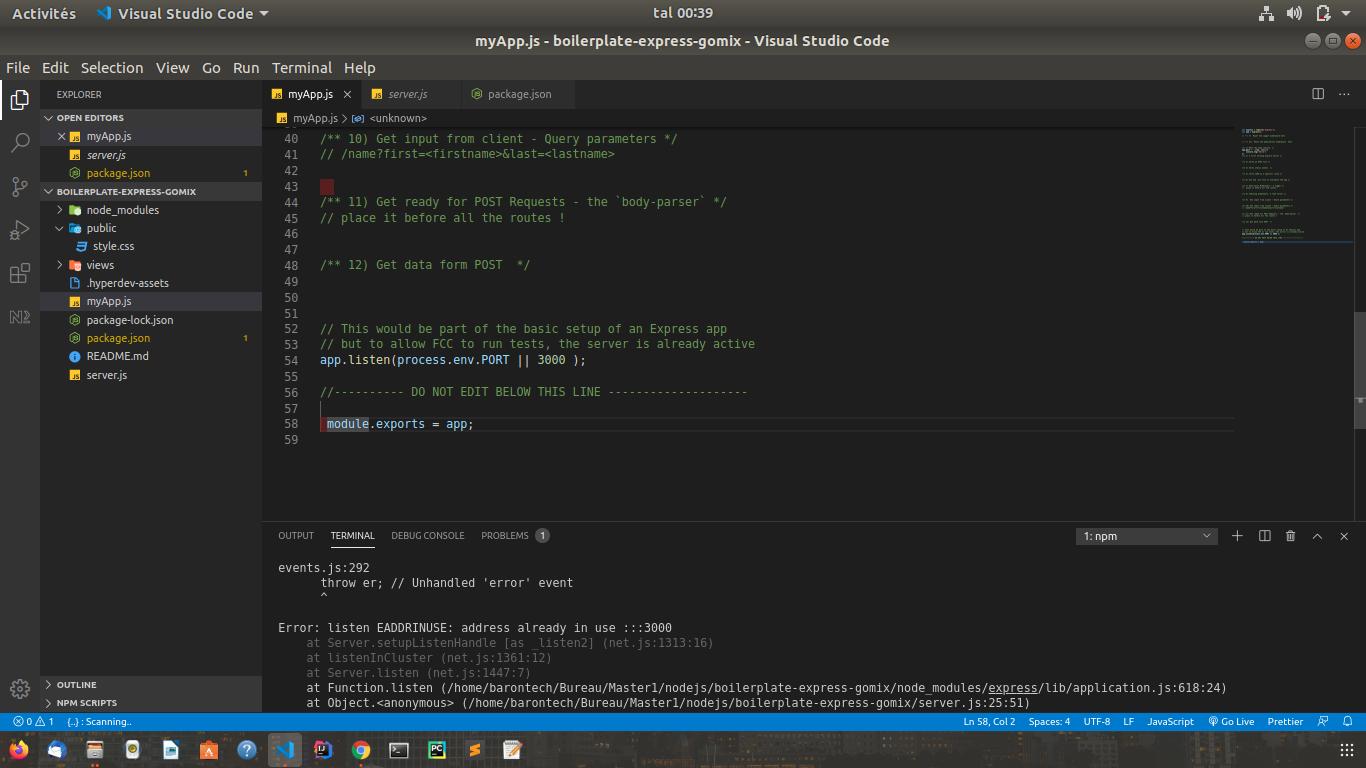 Activités
Visual Studio Code
tal 00:39
myApp.js - boilerplate-express-gomix - Visual Studio Code
File Edit Selection View Go Run Terminal Help
EXPLORER
OPEN EDITORS
myApp.js
server.js
package.json 1
BOILERPLATE-EXPRESS-GOMIX
node_modules
public
style.css
views
.hyperdev-assets
myApp.js
package-lock.json
package.json 1
README.md
server.js
OUTLINE
NPM SCRIPTS
myApp.js server.js package.json
myApp.js > <unknown>
40 /** 10) Get input from client - Query parameters */
41 // /name?first=<firstname>&last=<lastname>
42
43
44 /** 11) Get ready for POST Requests - the `body-parser` */
45 // place it before all the routes !
46
47
48 /** 12) Get data form POST  */
49
50
51
52 // This would be part of the basic setup of an Express app
53 // but to allow FCC to run tests, the server is already active
54 app.listen(process.env.PORT || 3000 );
55
56 //---------- DO NOT EDIT BELOW THIS LINE --------------------
57
58 module.exports = app;
59
OUTPUT TERMINAL DEBUG CONSOLE PROBLEMS 1
1: npm
events.js:292
throw er; // Unhandled 'error' event
^
Error: listen EADDRINUSE: address already in use :::3000
at Server.setupListenHandle [as _listen2] (net.js:1313:16)
at listenInCluster (net.js:1361:12)
at Server.listen (net.js:1447:7)
at Function.listen (/home/barontech/Bureau/Master1/nodejs/boilerplate-express-gomix/node_modules/express/lib/application.js:618:24)
at Object.<anonymous> (/home/barontech/Bureau/Master1/nodejs/boilerplate-express-gomix/server.js:25:51)
0 1 {..} : Scanning..
Ln 58, Col 2 Spaces: 4 UTF-8 LF JavaScript Go Live Prettier